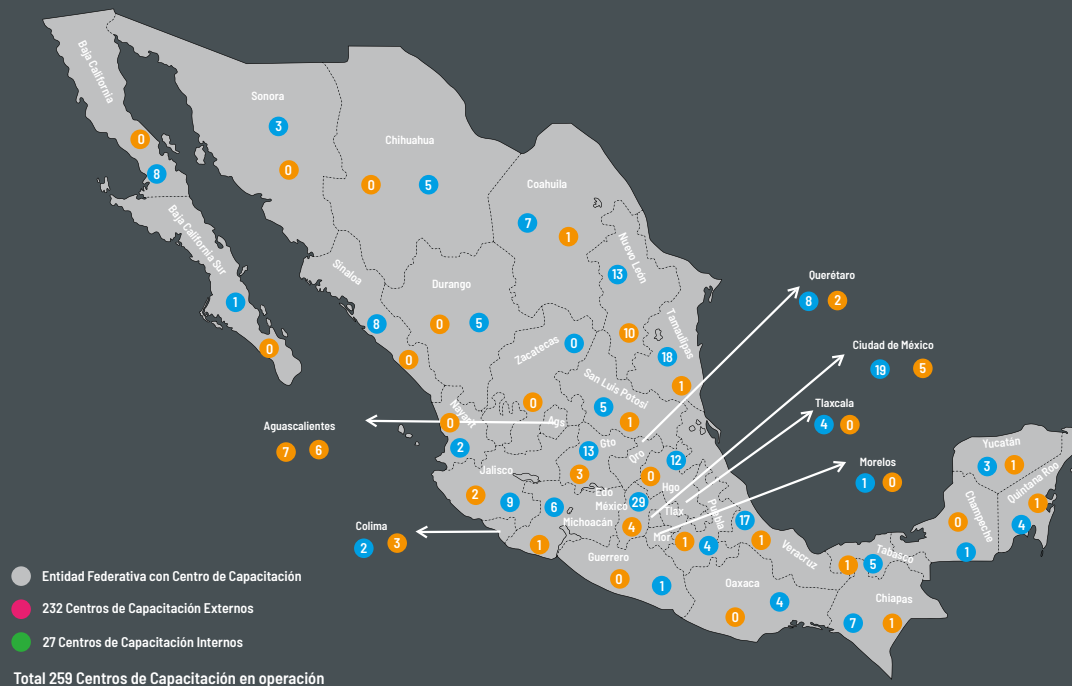 Baja California
0
8
Sonora
3
0
Chihuahua
0
5
Coahuila
7
1
Nuevo León
13
10
Baja California Sur
1
0
Sinaloa
8
0
Durango
0
5
Zacatecas
0
0
Tamaulipas
18
1
San Luis Potosí
5
1
Querétaro
8 2
Ciudad de México
19 5
Tlaxcala
4 0
Morelos
1 0
Nayarit
0
2
Ags
Aguascalientes
7 6
Gto
13
3
Qro
12
0
Hgo
Jalisco
2
9
Edo
México
29
4
Tlax
Puebla
Michoacán
6
1
Mor
1
4
17
1
Veracruz
Colima
2 3
Guerrero
0
1
Oaxaca
4
0
1
5
Tabasco
Chiapas
7 1
Yucatán
3 1
Quintana Roo
1
4
Champeche
0
1
Entidad Federativa con Centro de Capacitación
232 Centros de Capacitación Externos
27 Centros de Capacitación Internos
Total 259 Centros de Capacitación en operación